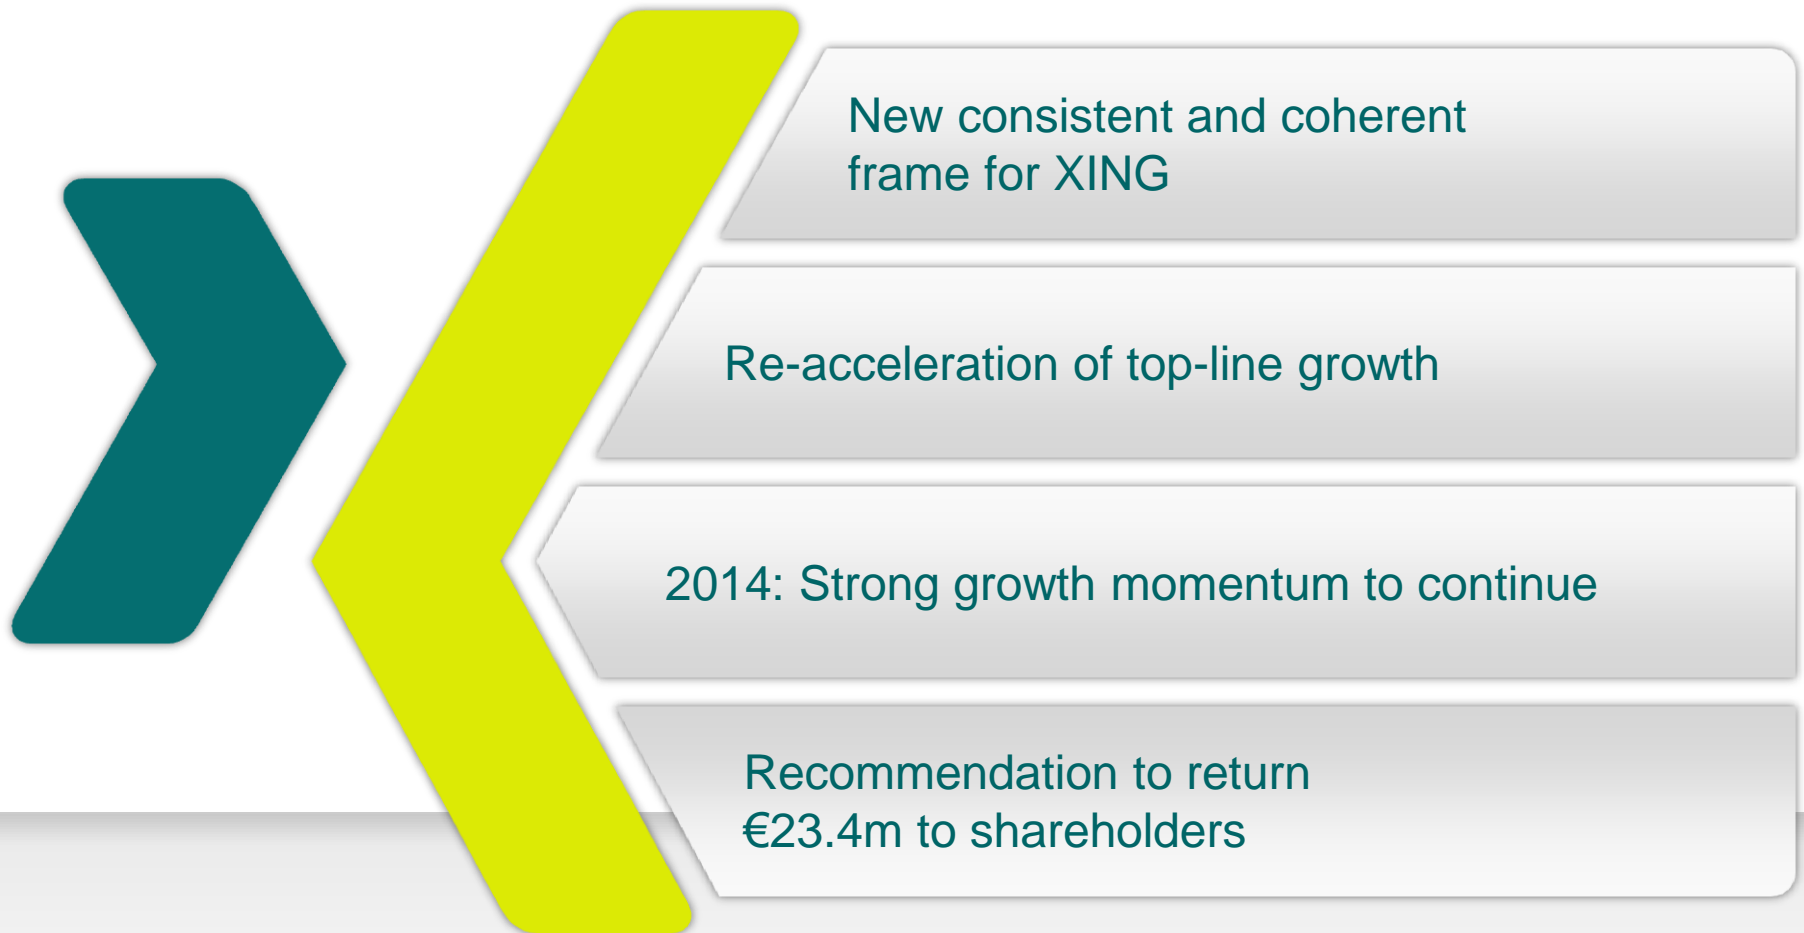 New consistent and coherent
frame for XING
Re-acceleration of top-line growth
2014: Strong growth momentum to continue
Recommendation to return
€23.4m to shareholders